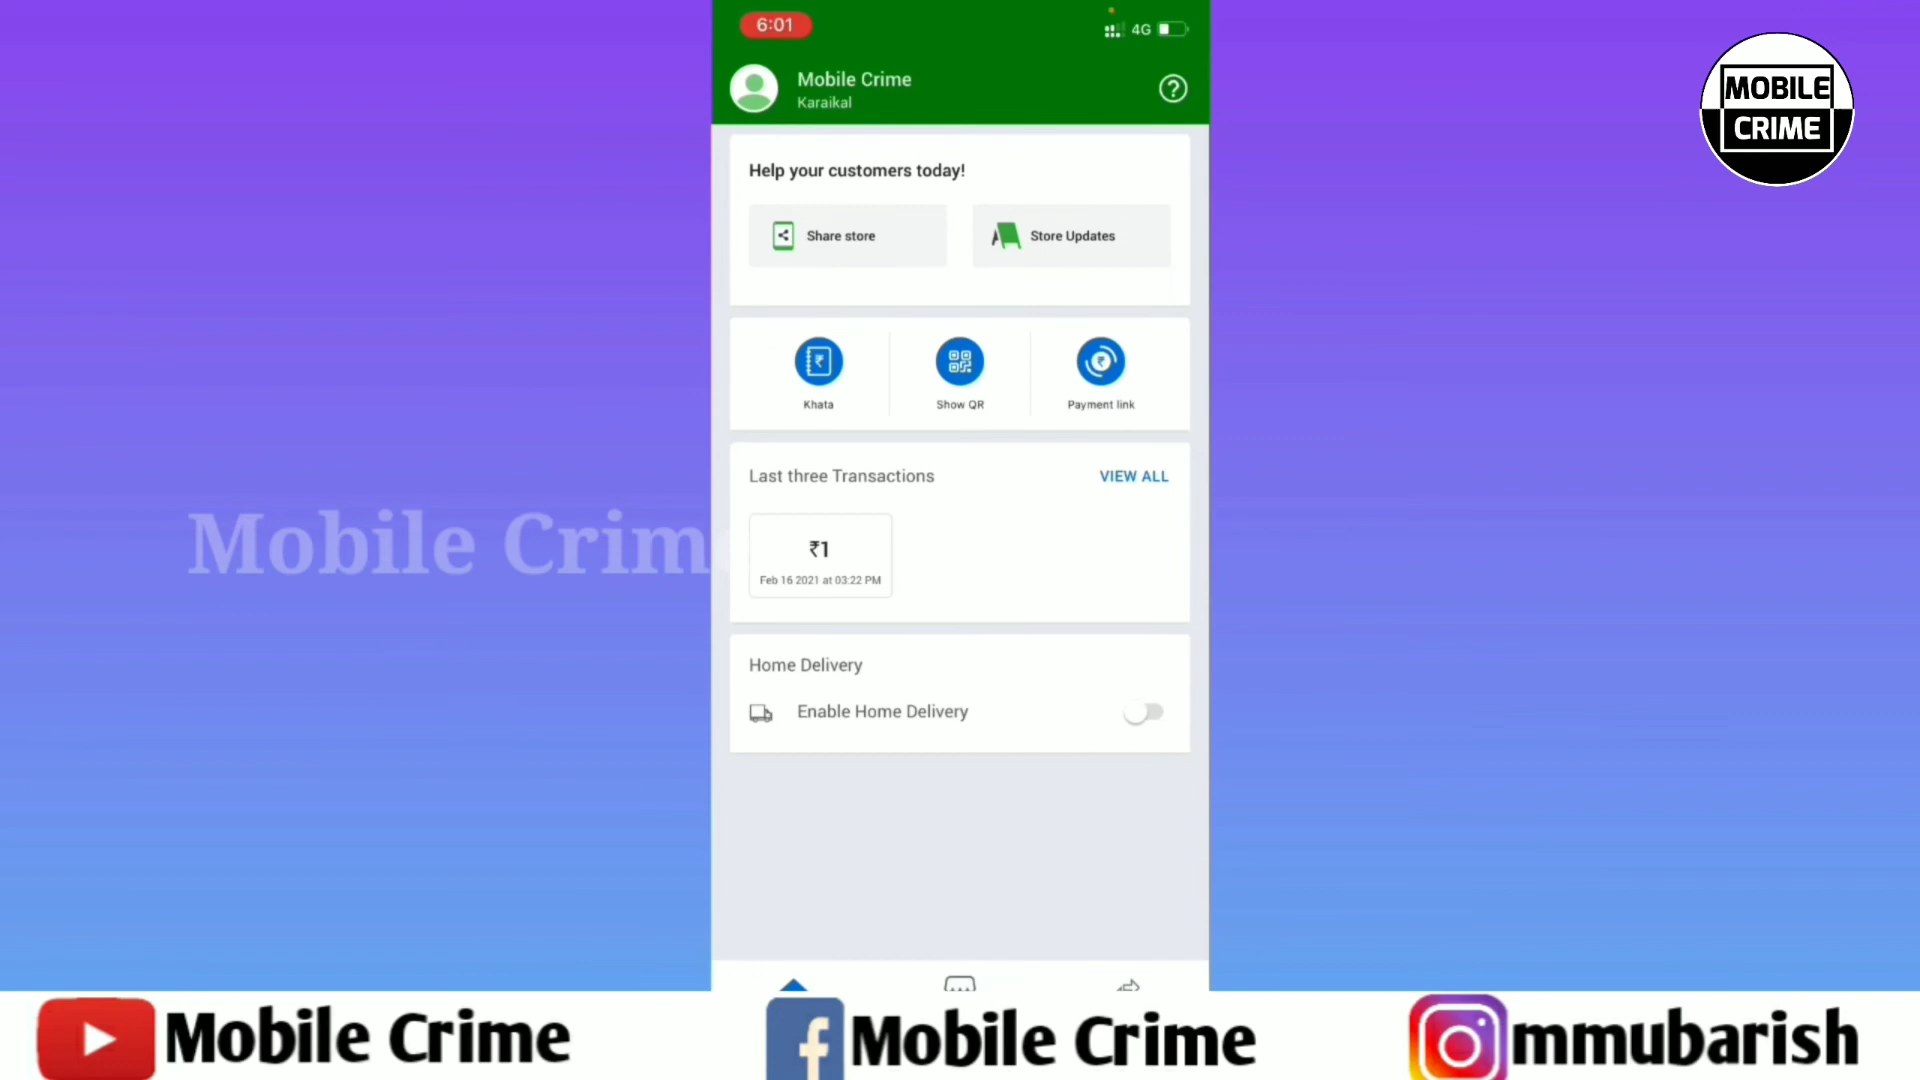 6:01
4G
Mobile Crime
Karaikal
MOBILE
CRIME
Help your customers today!
Share store
Store Updates
Khata
Show QR
Payment link
Last three Transactions
VIEW ALL
Mobile Crim
₹1
Feb 16 2021 at 03:22 PM
Home Delivery
Enable Home Delivery
Mobile Crime
Mobile Crime
mmubarish